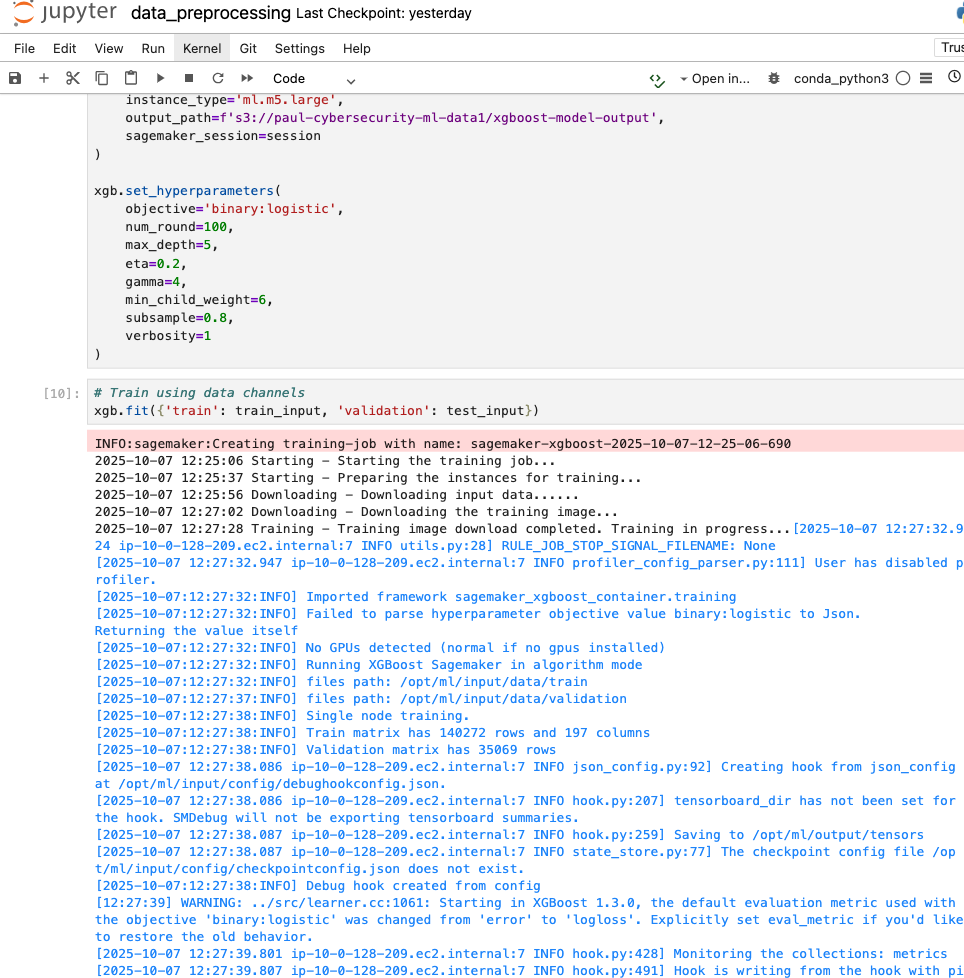 jupyter data_preprocessing Last Checkpoint: yesterday
File Edit View Run Kernel Git Settings Help
Code Open in... conda_python3
instance_type='ml.m5.large',
output_path=f's3://paul-cybersecurity-ml-data1/xgboost-model-output',
sagemaker_session=session
)
xgb.set_hyperparameters(
objective='binary:logistic',
num_round=100,
max_depth=5,
eta=0.2,
gamma=4,
min_child_weight=6,
subsample=0.8,
verbosity=1
)
[10]: # Train using data channels
xgb.fit({'train': train_input, 'validation': test_input})
INFO:sagemaker:Creating training-job with name: sagemaker-xgboost-2025-10-07-12-25-06-690
2025-10-07 12:25:06 Starting - Starting the training job...
2025-10-07 12:25:37 Starting - Preparing the instances for training...
2025-10-07 12:25:56 Downloading - Downloading input data......
2025-10-07 12:27:02 Downloading - Downloading the training image...
2025-10-07 12:27:28 Training - Training image download completed. Training in progress...[2025-10-07 12:27:32.9
24 ip-10-0-128-209.ec2.internal:7 INFO utils.py:28] RULE_JOB_STOP_SIGNAL_FILENAME: None
[2025-10-07 12:27:32.947 ip-10-0-128-209.ec2.internal:7 INFO profiler_config_parser.py:111] User has disabled p
rofiler.
[2025-10-07:12:27:32:INFO] Imported framework sagemaker_xgboost_container.training
[2025-10-07:12:27:32:INFO] Failed to parse hyperparameter objective value binary:logistic to Json.
Returning the value itself
[2025-10-07:12:27:32:INFO] No GPUs detected (normal if no gpus installed)
[2025-10-07:12:27:32:INFO] Running XGBoost Sagemaker in algorithm mode
[2025-10-07:12:27:32:INFO] files path: /opt/ml/input/data/train
[2025-10-07:12:27:37:INFO] files path: /opt/ml/input/data/validation
[2025-10-07:12:27:38:INFO] Single node training.
[2025-10-07:12:27:38:INFO] Train matrix has 140272 rows and 197 columns
[2025-10-07:12:27:38:INFO] Validation matrix has 35069 rows
[2025-10-07 12:27:38.086 ip-10-0-128-209.ec2.internal:7 INFO json_config.py:92] Creating hook from json_config
at /opt/ml/input/config/debughookconfig.json.
[2025-10-07 12:27:38.086 ip-10-0-128-209.ec2.internal:7 INFO hook.py:207] tensorboard_dir has not been set for
the hook. SMDebug will not be exporting tensorboard summaries.
[2025-10-07 12:27:38.087 ip-10-0-128-209.ec2.internal:7 INFO hook.py:259] Saving to /opt/ml/output/tensors
[2025-10-07 12:27:38.087 ip-10-0-128-209.ec2.internal:7 INFO state_store.py:77] The checkpoint config file /op
t/ml/input/config/checkpointconfig.json does not exist.
[2025-10-07:12:27:38:INFO] Debug hook created from config
[12:27:39] WARNING: ../src/learner.cc:1061: Starting in XGBoost 1.3.0, the default evaluation metric used with
the objective 'binary:logistic' was changed from 'error' to 'logloss'. Explicitly set eval_metric if you'd like
to restore the old behavior.
[2025-10-07 12:27:39.801 ip-10-0-128-209.ec2.internal:7 INFO hook.py:428] Monitoring the collections: metrics
[2025-10-07 12:27:39.807 ip-10-0-128-209.ec2.internal:7 INFO hook.py:491] Hook is writing from the hook with pi